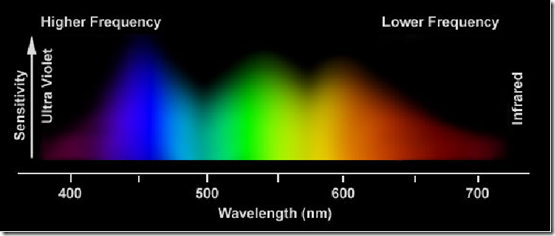 Higher Frequency
Lower Frequency
Sensitivity
Ultra Violet
Infrared
400
500
600
700
Wavelength (nm)